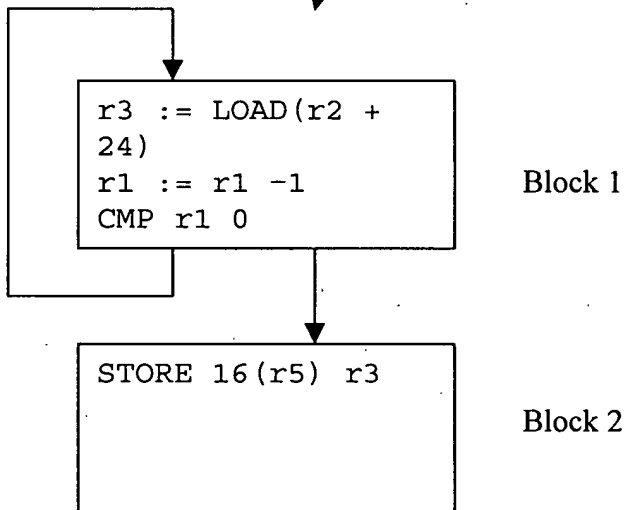 r3 := LOAD(r2 +
24)
r1 := r1 -1
CMP r1 0
Block 1
STORE 16(r5) r3
Block 2